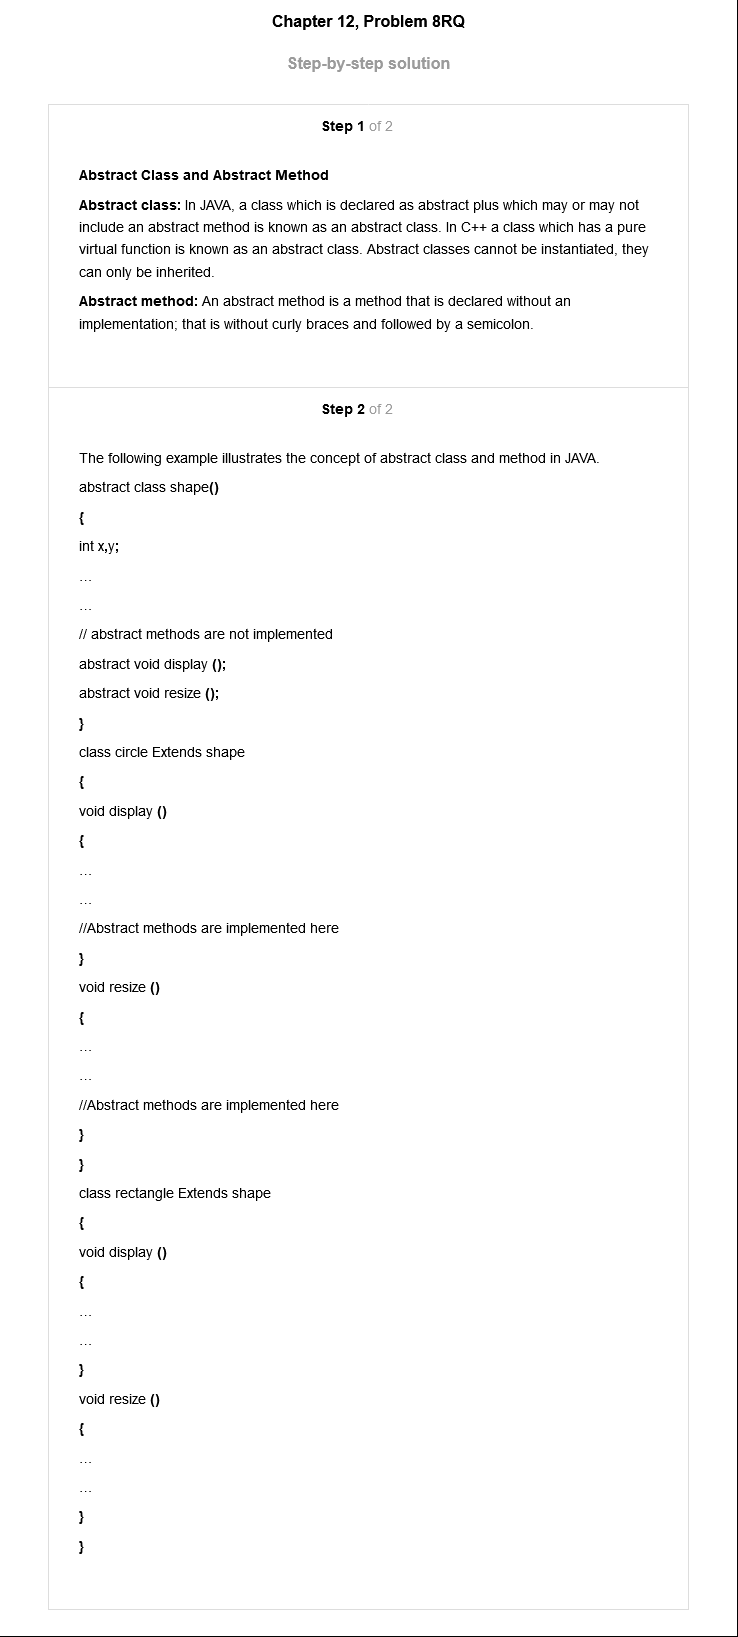 Chapter 12, Problem 8RQ
Step-by-step solution
Step 1 of 2
Abstract Class and Abstract Method
Abstract class: In JAVA, a class which is declared as abstract plus which may or may not
include an abstract method is known as an abstract class. In C++ a class which has a pure
virtual function is known as an abstract class. Abstract classes cannot be instantiated, they
can only be inherited.
Abstract method: An abstract method is a method that is declared without an
implementation; that is without curly braces and followed by a semicolon.
Step 2 of 2
The following example illustrates the concept of abstract class and method in JAVA.
abstract class shape()
{
int x,y;
...
...
// abstract methods are not implemented
abstract void display ();
abstract void resize ();
}
class circle Extends shape
{
void display ()
{
...
...
//Abstract methods are implemented here
}
void resize ()
{
...
...
//Abstract methods are implemented here
}
}
class rectangle Extends shape
{
void display ()
{
...
...
}
void resize ()
{
...
...
}
}